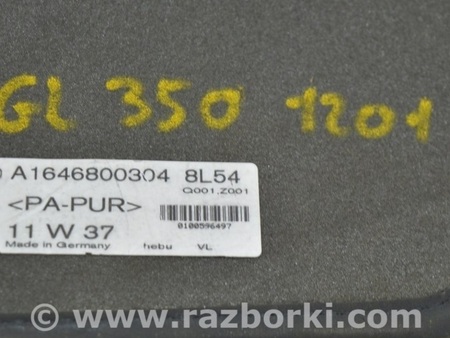 GL 350 1201
A1646800304 8L54
Q001,Z001
<PA-PUR>
0100596497
11 W 37
Made in Germany hebu VL
© www.razborki.com